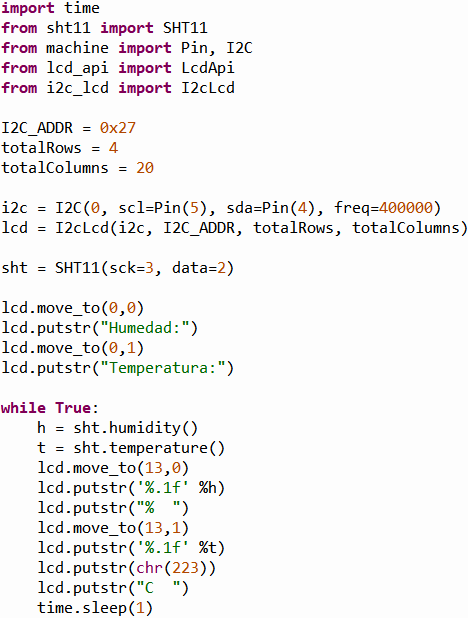 import time
from sht11 import SHT11
from machine import Pin, I2C
from lcd_api import LcdApi
from i2c_lcd import I2cLcd

I2C_ADDR = 0x27
totalRows = 4
totalColumns = 20

i2c = I2C(0, scl=Pin(5), sda=Pin(4), freq=400000)
lcd = I2cLcd(i2c, I2C_ADDR, totalRows, totalColumns)

sht = SHT11(sck=3, data=2)

lcd.move_to(0,0)
lcd.putstr("Humedad:")
lcd.move_to(0,1)
lcd.putstr("Temperatura:")

while True:
    h = sht.humidity()
    t = sht.temperature()
    lcd.move_to(13,0)
    lcd.putstr('%.1f' %h)
    lcd.putstr("%  ")
    lcd.move_to(13,1)
    lcd.putstr('%.1f' %t)
    lcd.putstr(chr(223))
    lcd.putstr("C  ")
    time.sleep(1)